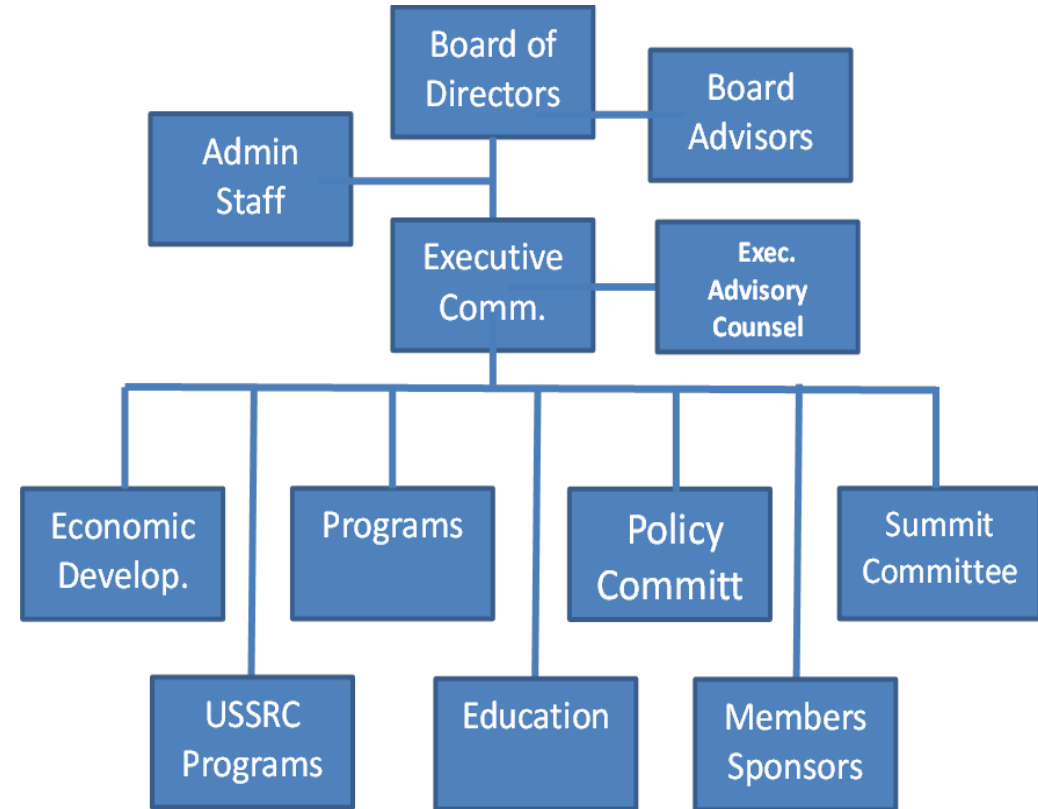 Board of
Directors
Board
Advisors
Admin
Staff
Executive
Comm.
Exec.
Advisory
Counsel
Economic
Develop.
Programs
Policy
Committ
Summit
Committee
USSRC
Programs
Education
Members
Sponsors